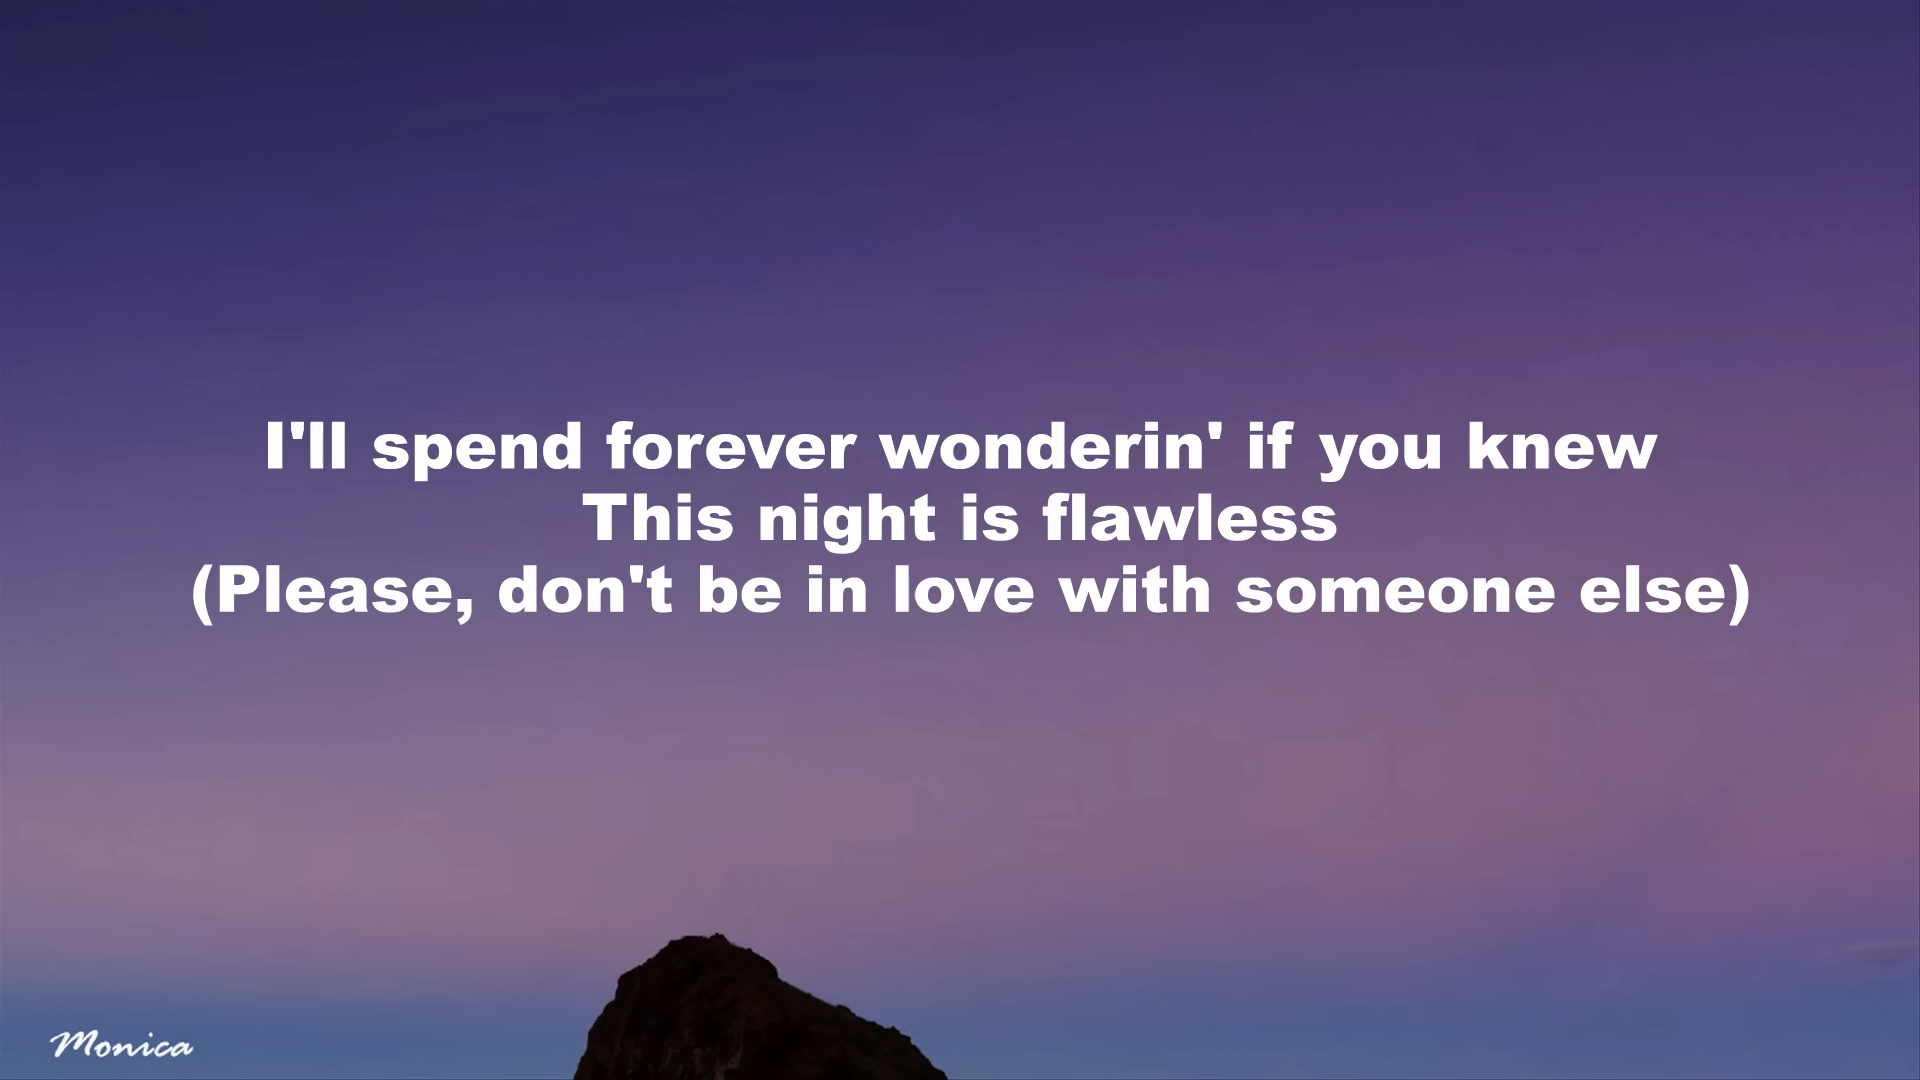 I'll spend forever wonderin' if you knew
This night is flawless
(Please, don't be in love with someone else)
Monica